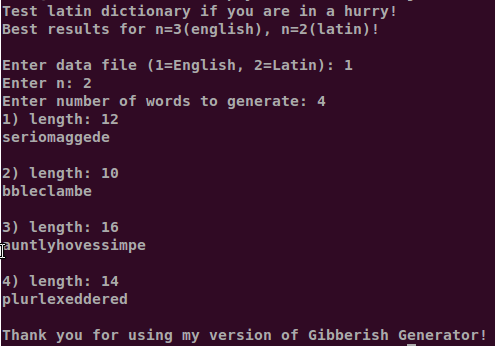 Test latin dictionary if you are in a hurry!
Best results for n=3(english), n=2(latin)!
Enter data file (1=English, 2=Latin): 1
Enter n: 2
Enter number of words to generate: 4
1) length: 12
seriomaggede
2) length: 10
bbleclambe
3) length: 16
auntlyhovessimpe
4) length: 14
plurlexeddered
Thank you for using my version of Gibberish Generator!